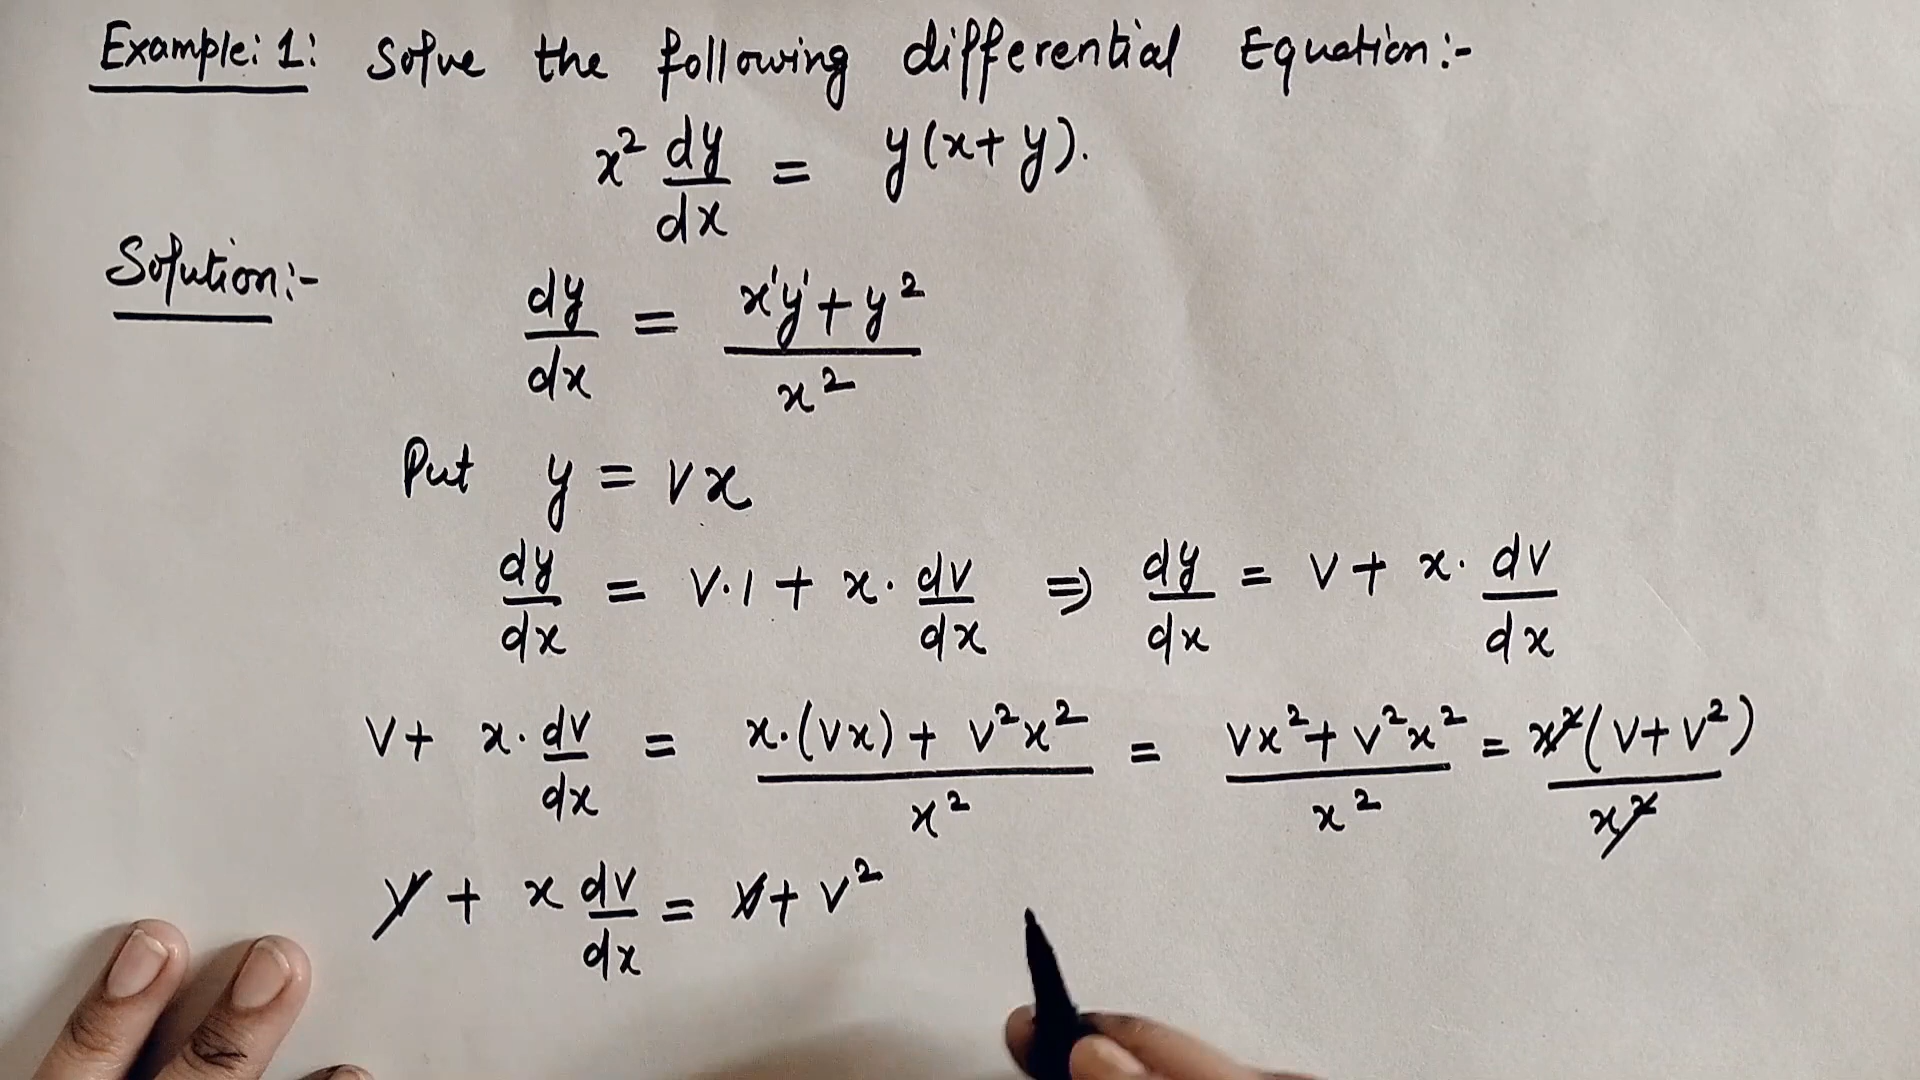 Example: 1: Solve the following differential Equation:-
x² dy/dx = y(x+y).
Solution:-
dy/dx = (x'y' + y²)/x²
Put y = vx
dy/dx = v·1 + x·dv/dx ⇒ dy/dx = v + x·dv/dx
v + x·dv/dx = (x·(vx) + v²x²)/x² = (vx² + v²x²)/x² = x²(v+v²)/x²
v + x dv/dx = v + v²